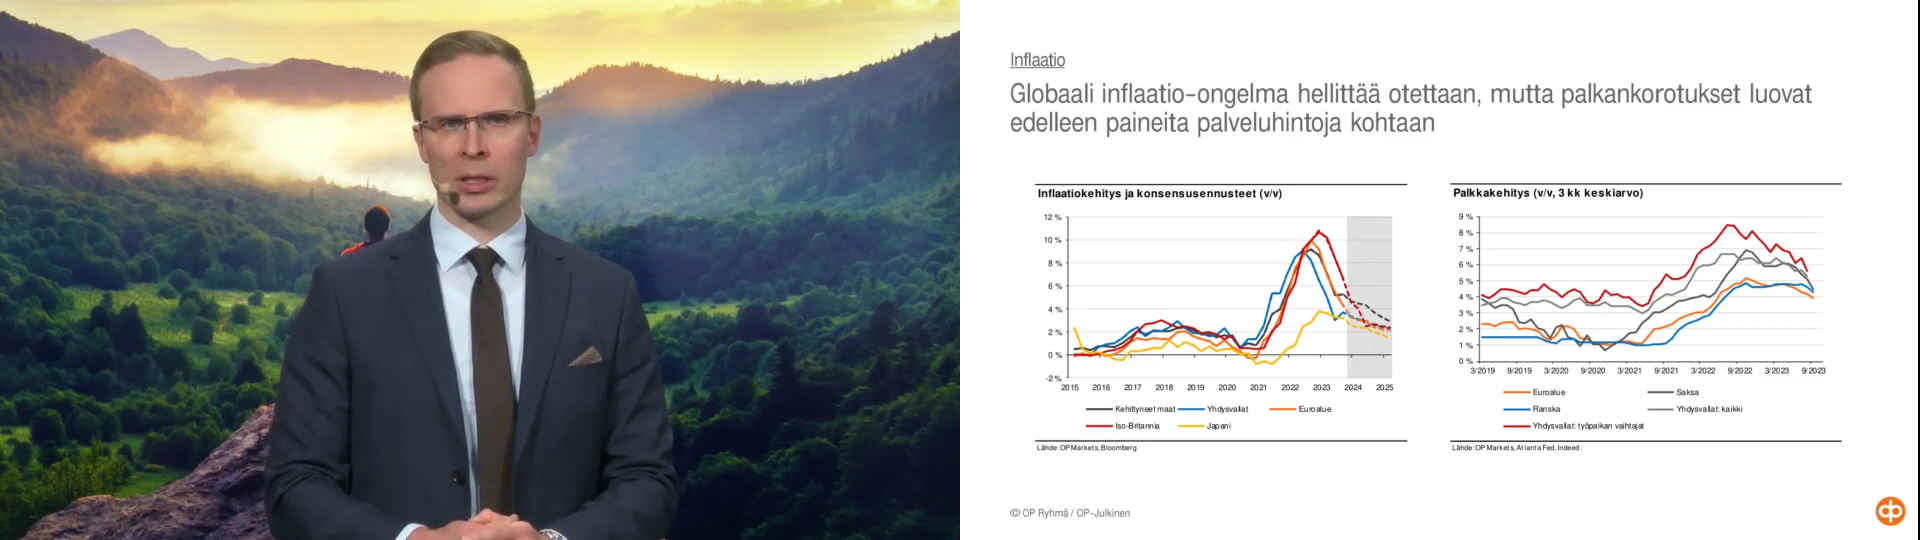 Inflaatio
Globaali inflaatio-ongelma hellittää otettaan, mutta palkankorotukset luovat
edelleen paineita palveluhintoja kohtaan
Inflaatiokehitys ja konsensusennusteet (v/v)
12 %
10 %
8 %
6 %
4 %
2 %
0 %
-2 %
2015 2016 2017 2018 2019 2020 2021 2022 2023 2024 2025
Kehittyneet maat Yhdysvallat Euroalue
Iso-Britannia Japani
Lähde: OP Markets, Bloomberg
Palkkakehitys (v/v, 3 kk keskiarvo)
9 %
8 %
7 %
6 %
5 %
4 %
3 %
2 %
1 %
0 %
3/2019 9/2019 3/2020 9/2020 3/2021 9/2021 3/2022 9/2022 3/2023 9/2023
Euroalue Saksa
Ranska Yhdysvallat: kaikki
Yhdysvallat: työpaikan vaihtajat
Lähde: OP Markets, Atlanta Fed, Indeed
© OP Ryhmä / OP-Julkinen
op